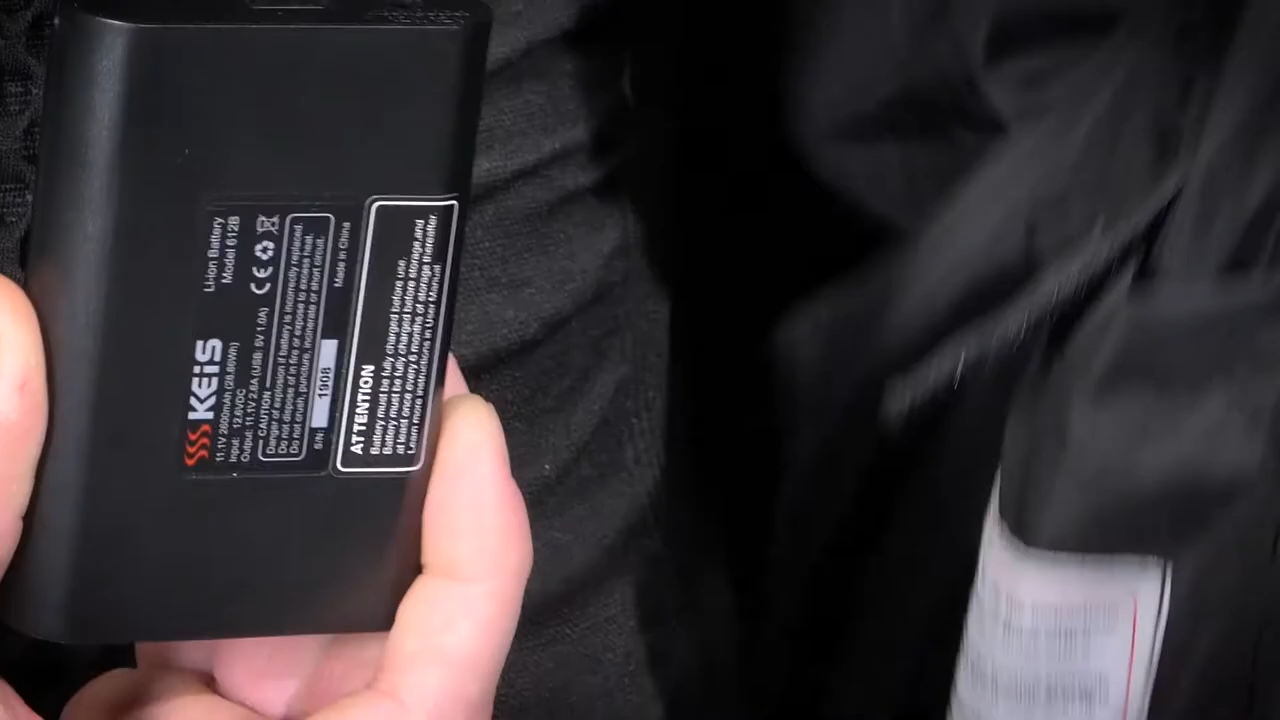 KEIS
Li-ion Battery
Model 612B
11.1V 2600mAh (28.86Wh)
Input: 12.6VDC
Output: 11.1V 2.6A (USB: 5V 1.0A)
CAUTION
Danger of explosion if battery is incorrectly replaced.
Do not dispose of in fire or expose to excess heat.
Do not crush, puncture, incinerate or short circuit.
S/N: 1908
Made in China
ATTENTION
Battery must be fully charged before use.
Battery must be fully charged before storage,and
at least once every 6 months of storage thereafter.
Learn more instructions in User Manual.